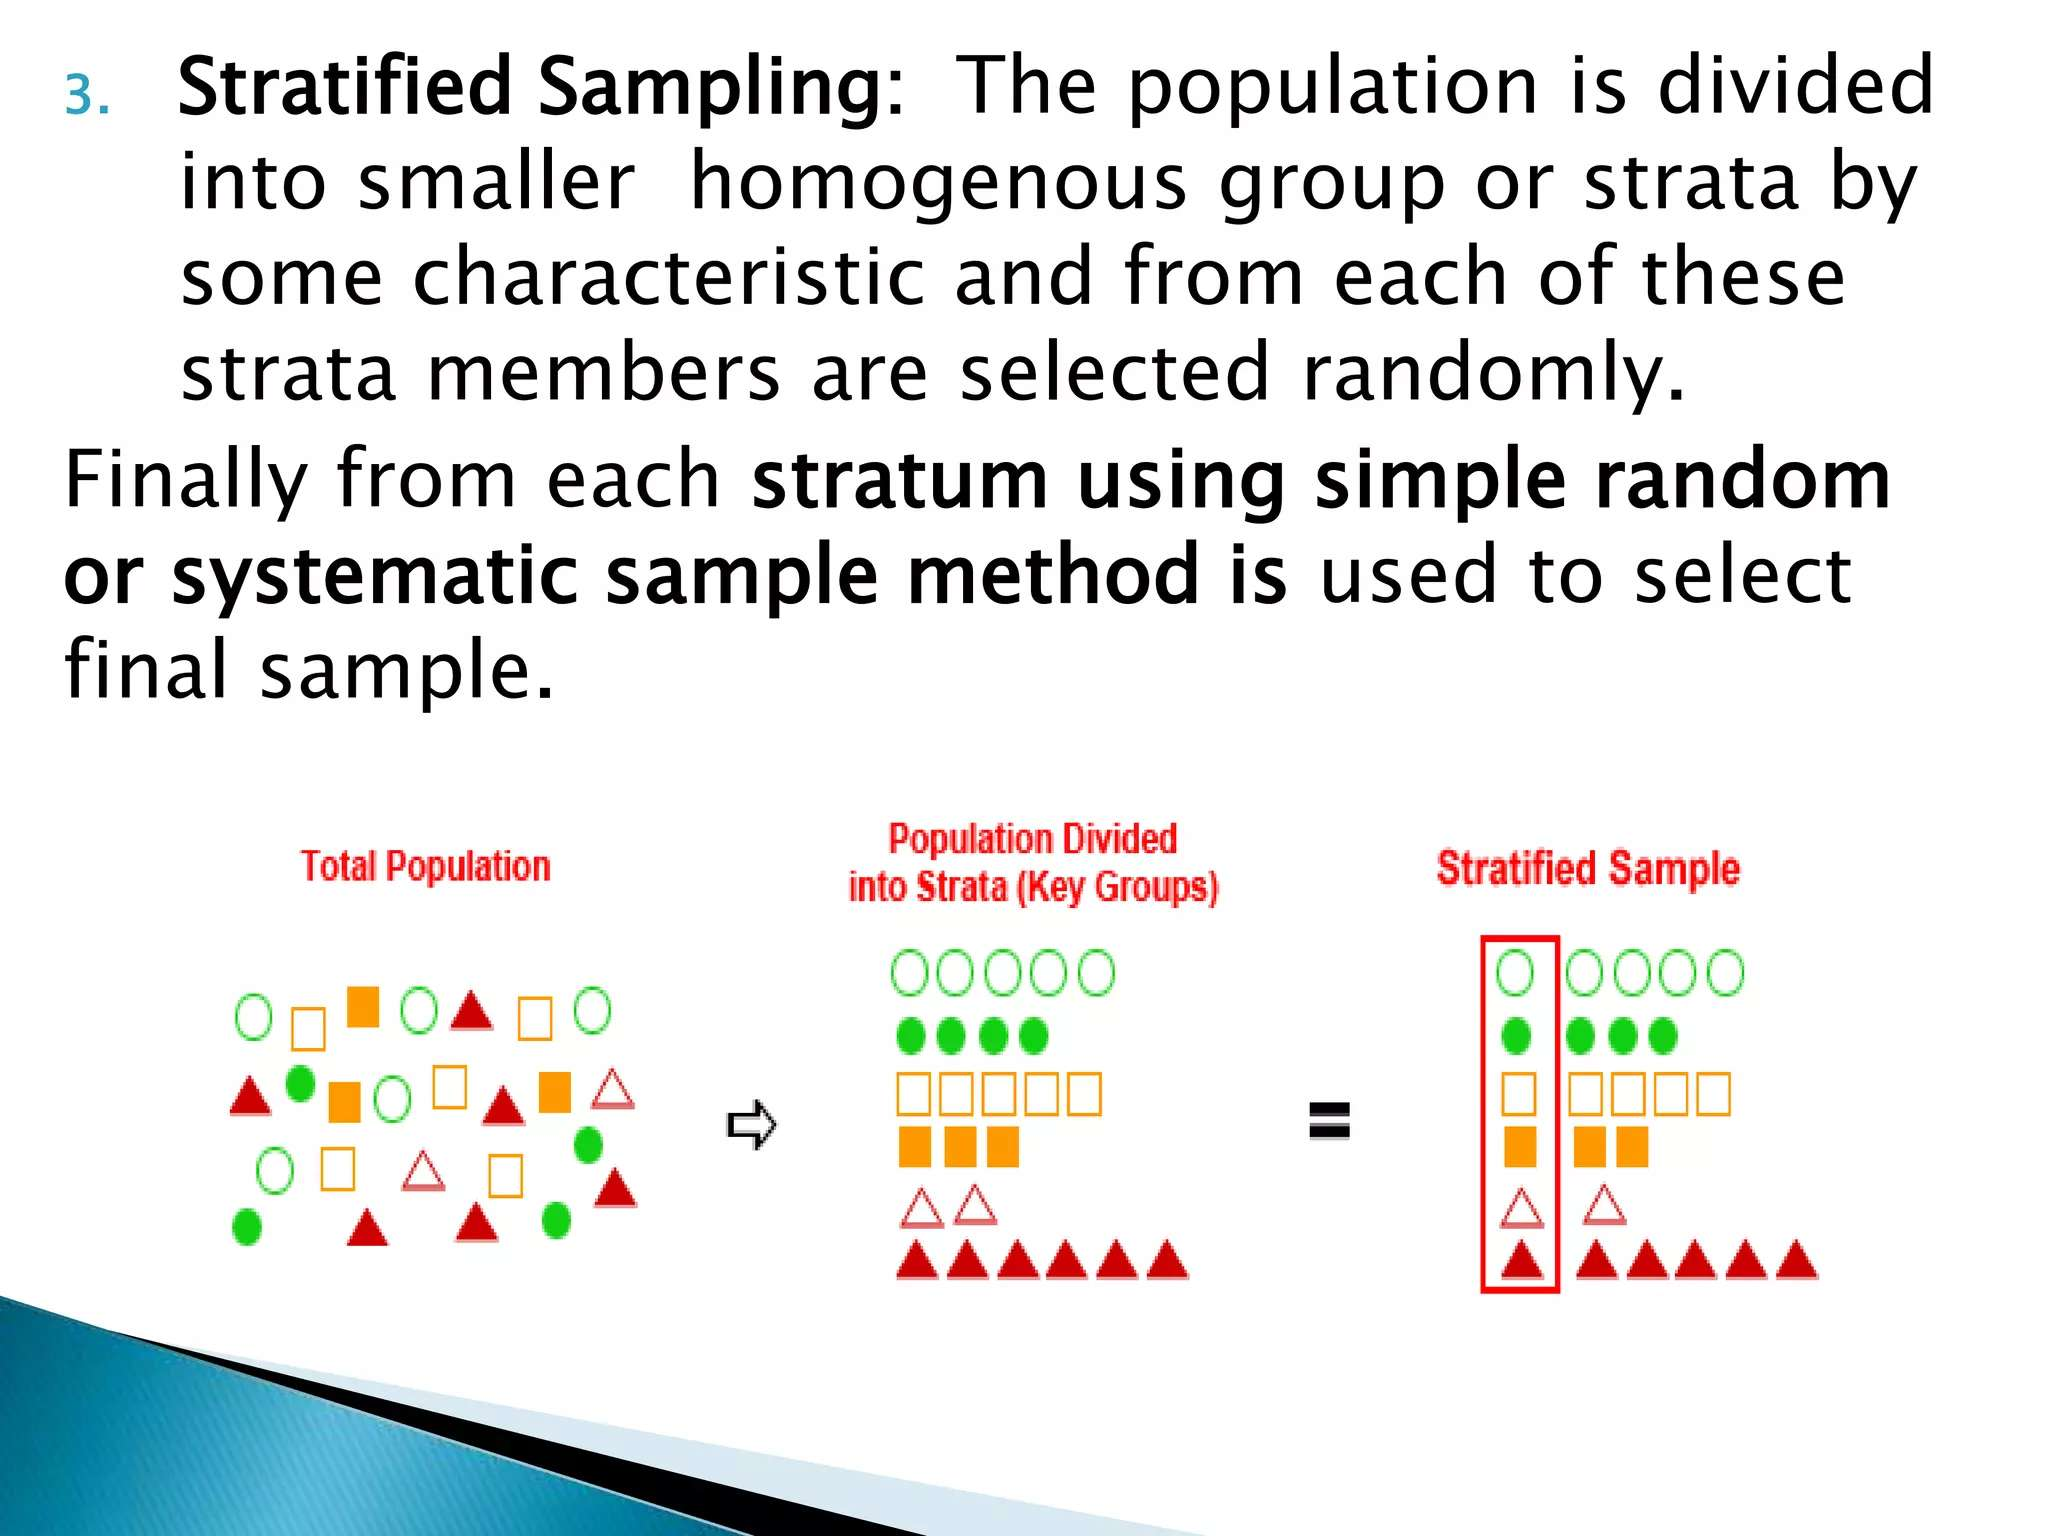 3. Stratified Sampling: The population is divided
into smaller homogenous group or strata by
some characteristic and from each of these
strata members are selected randomly.
Finally from each stratum using simple random
or systematic sample method is used to select
final sample.
Total Population
Population Divided
into Strata (Key Groups)
Stratified Sample